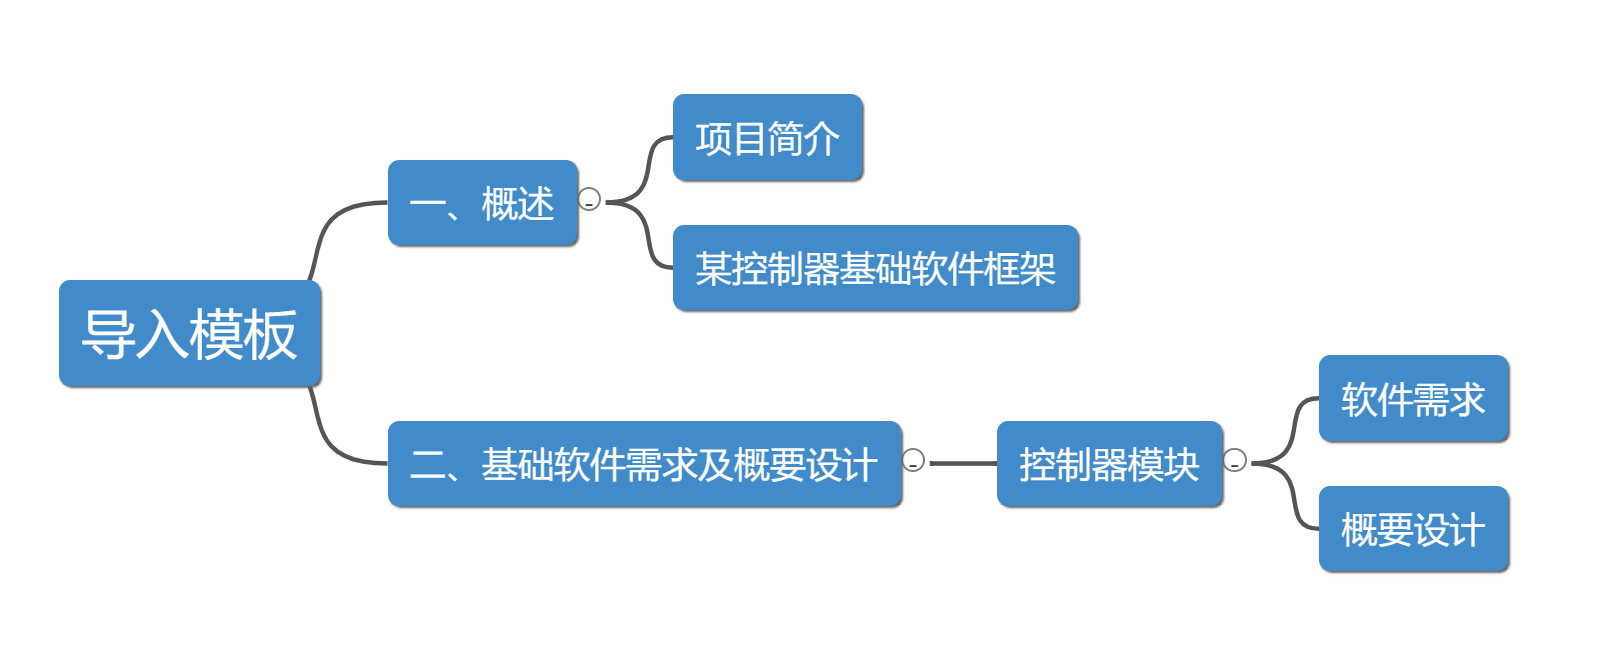 导入模板
一、概述
项目简介
某控制器基础软件框架
二、基础软件需求及概要设计
控制器模块
软件需求
概要设计